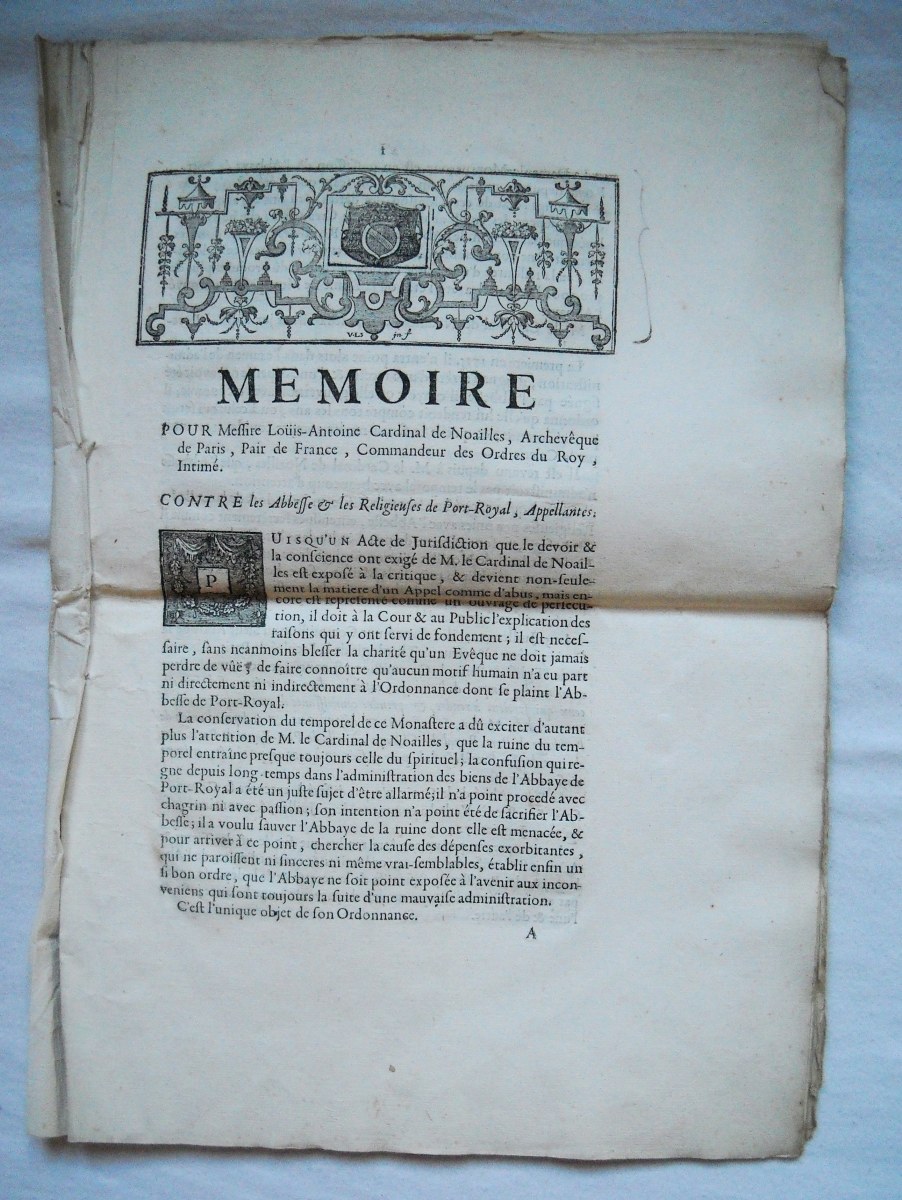 1
V·LS in·f
MEMOIRE
POUR Meſſire Loüis-Antoine Cardinal de Noailles, Archevêque
de Paris, Pair de France, Commandeur des Ordres du Roy,
Intimé.
CONTRE les Abbeſſe & les Religieuſes de Port-Royal, Appellantes.
PUISQU'UN Acte de Juriſdiction que le devoir &
la conſcience ont exigé de M. le Cardinal de Noail-
les eſt expoſé à la critique, & devient non-ſeule-
ment la matiere d'un Appel comme d'abus, mais en-
core eſt repreſenté comme un ouvrage de perſecu-
tion, il doit à la Cour & au Public l'explication des
raiſons qui y ont ſervi de fondement; il eſt neceſ-
ſaire, ſans neanmoins bleſſer la charité qu'un Evêque ne doit jamais
perdre de vûë, de faire connoître qu'aucun motif humain n'a eu part
ni directement ni indirectement à l'Ordonnance dont ſe plaint l'Ab-
beſſe de Port-Royal.
La conſervation du temporel de ce Monaſtere a dû exciter d'autant
plus l'attention de M. le Cardinal de Noailles, que la ruine du tem-
porel entraîne preſque toujours celle du ſpirituel; la confuſion qui re-
gne depuis long-temps dans l'adminiſtration des biens de l'Abbaye de
Port-Royal a été un juſte ſujet d'être allarmé; il n'a point procedé avec
chagrin ni avec paſſion; ſon intention n'a point été de ſacrifier l'Ab-
beſſe; il a voulu ſauver l'Abbaye de la ruine dont elle eſt menacée, &
pour arriver à ce point, chercher la cauſe des dépenſes exorbitantes,
qui ne paroiſſent ni ſinceres ni même vrai-ſemblables, établir enfin un
ſi bon ordre, que l'Abbaye ne ſoit point expoſée à l'avenir aux incon-
veniens qui ſont toujours la ſuite d'une mauvaiſe adminiſtration.
C'eſt l'unique objet de ſon Ordonnance.
A